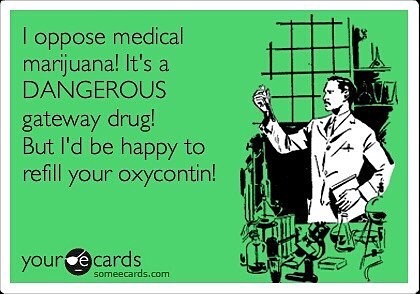 I oppose medical
marijuana! It's a
DANGEROUS
gateway drug!
But I'd be happy to
refill your oxycontin!
your e cards
someecards.com